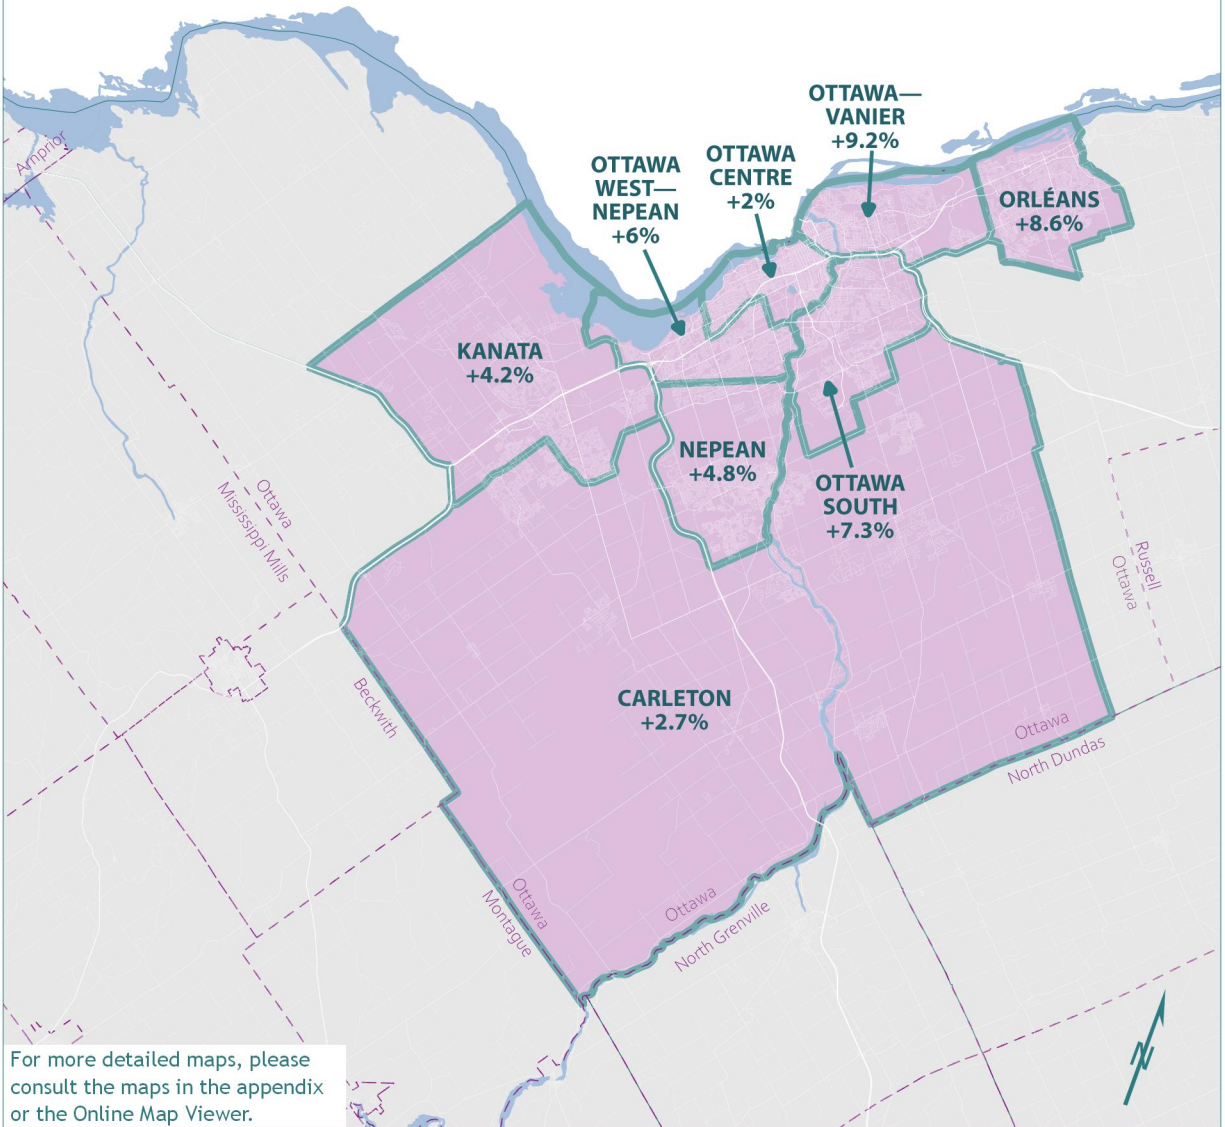 OTTAWA—
VANIER
+9.2%
OTTAWA
CENTRE
+2%
OTTAWA
WEST—
NEPEAN
+6%
ORLÉANS
+8.6%
Arnprior
KANATA
+4.2%
NEPEAN
+4.8%
OTTAWA
SOUTH
+7.3%
Ottawa
Mississippi Mills
Russell
Ottawa
CARLETON
+2.7%
Beckwith
Ottawa
North Dundas
Ottawa
Montague
Ottawa
North Grenville
N
For more detailed maps, please
consult the maps in the appendix
or the Online Map Viewer.